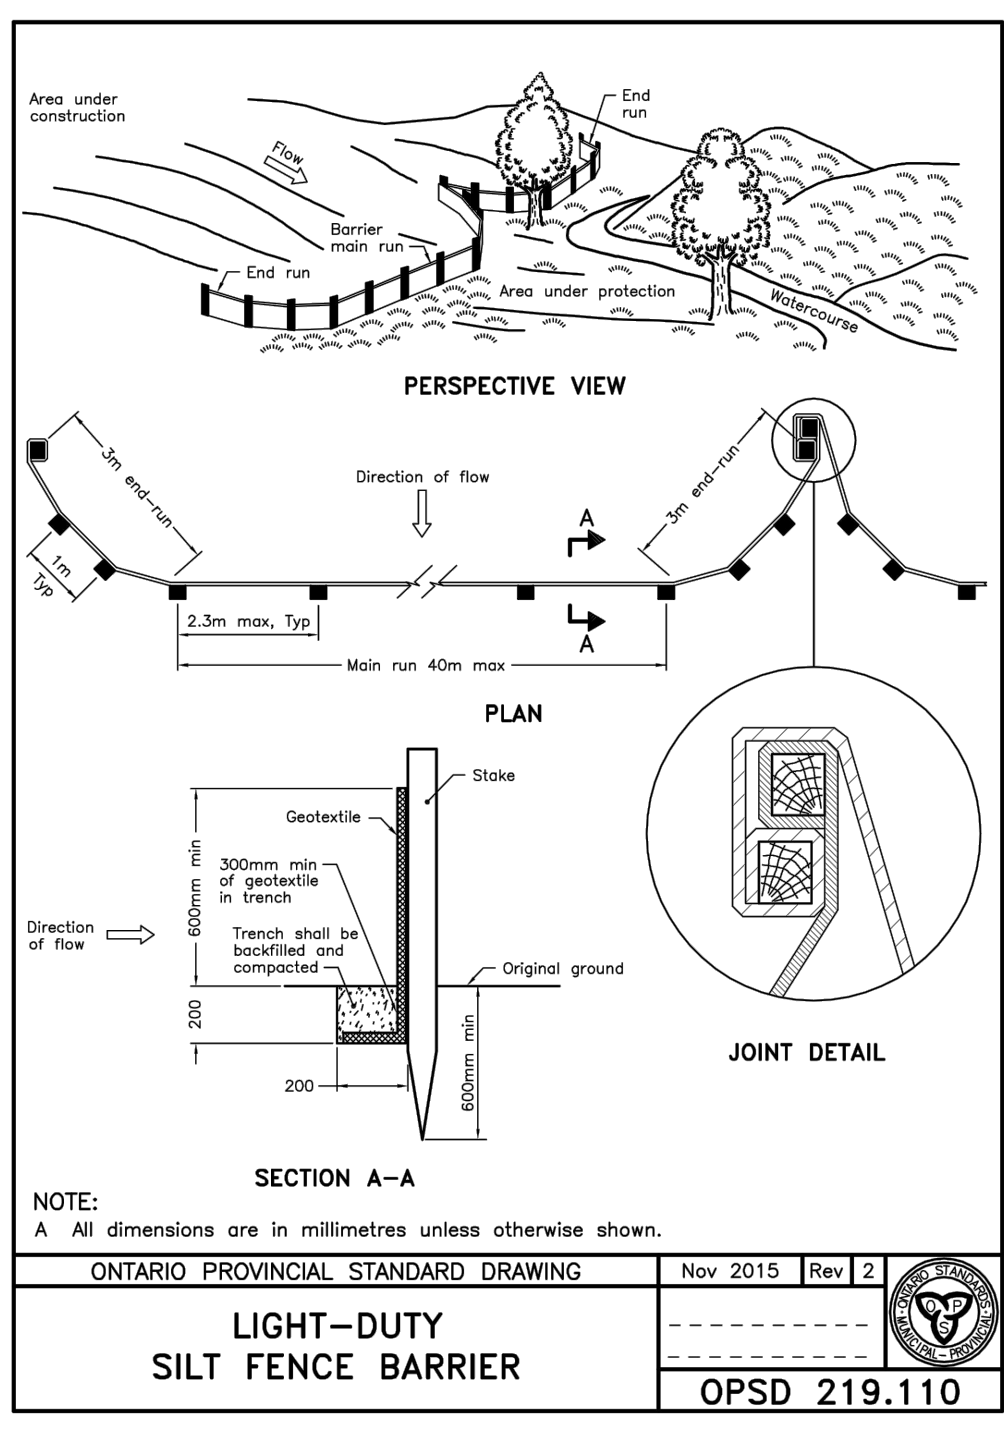 Area under
construction
Flow
End
run
Barrier
main run
End run
Area under protection
Watercourse
PERSPECTIVE VIEW
3m end-run
Direction of flow
3m end-run
A
1m
Typ
2.3m max, Typ
A
Main run 40m max
PLAN
Stake
Geotextile
600mm min
300mm min
of geotextile
in trench
Direction
of flow
Trench shall be
backfilled and
compacted
Original ground
200
600mm min
200
JOINT DETAIL
SECTION A-A
NOTE:
A All dimensions are in millimetres unless otherwise shown.
ONTARIO PROVINCIAL STANDARD DRAWING
Nov 2015
Rev
2
LIGHT-DUTY
SILT FENCE BARRIER
ONTARIO STANDARDS
MUNICIPAL-PROVINCIAL
O P
S
OPSD 219.110